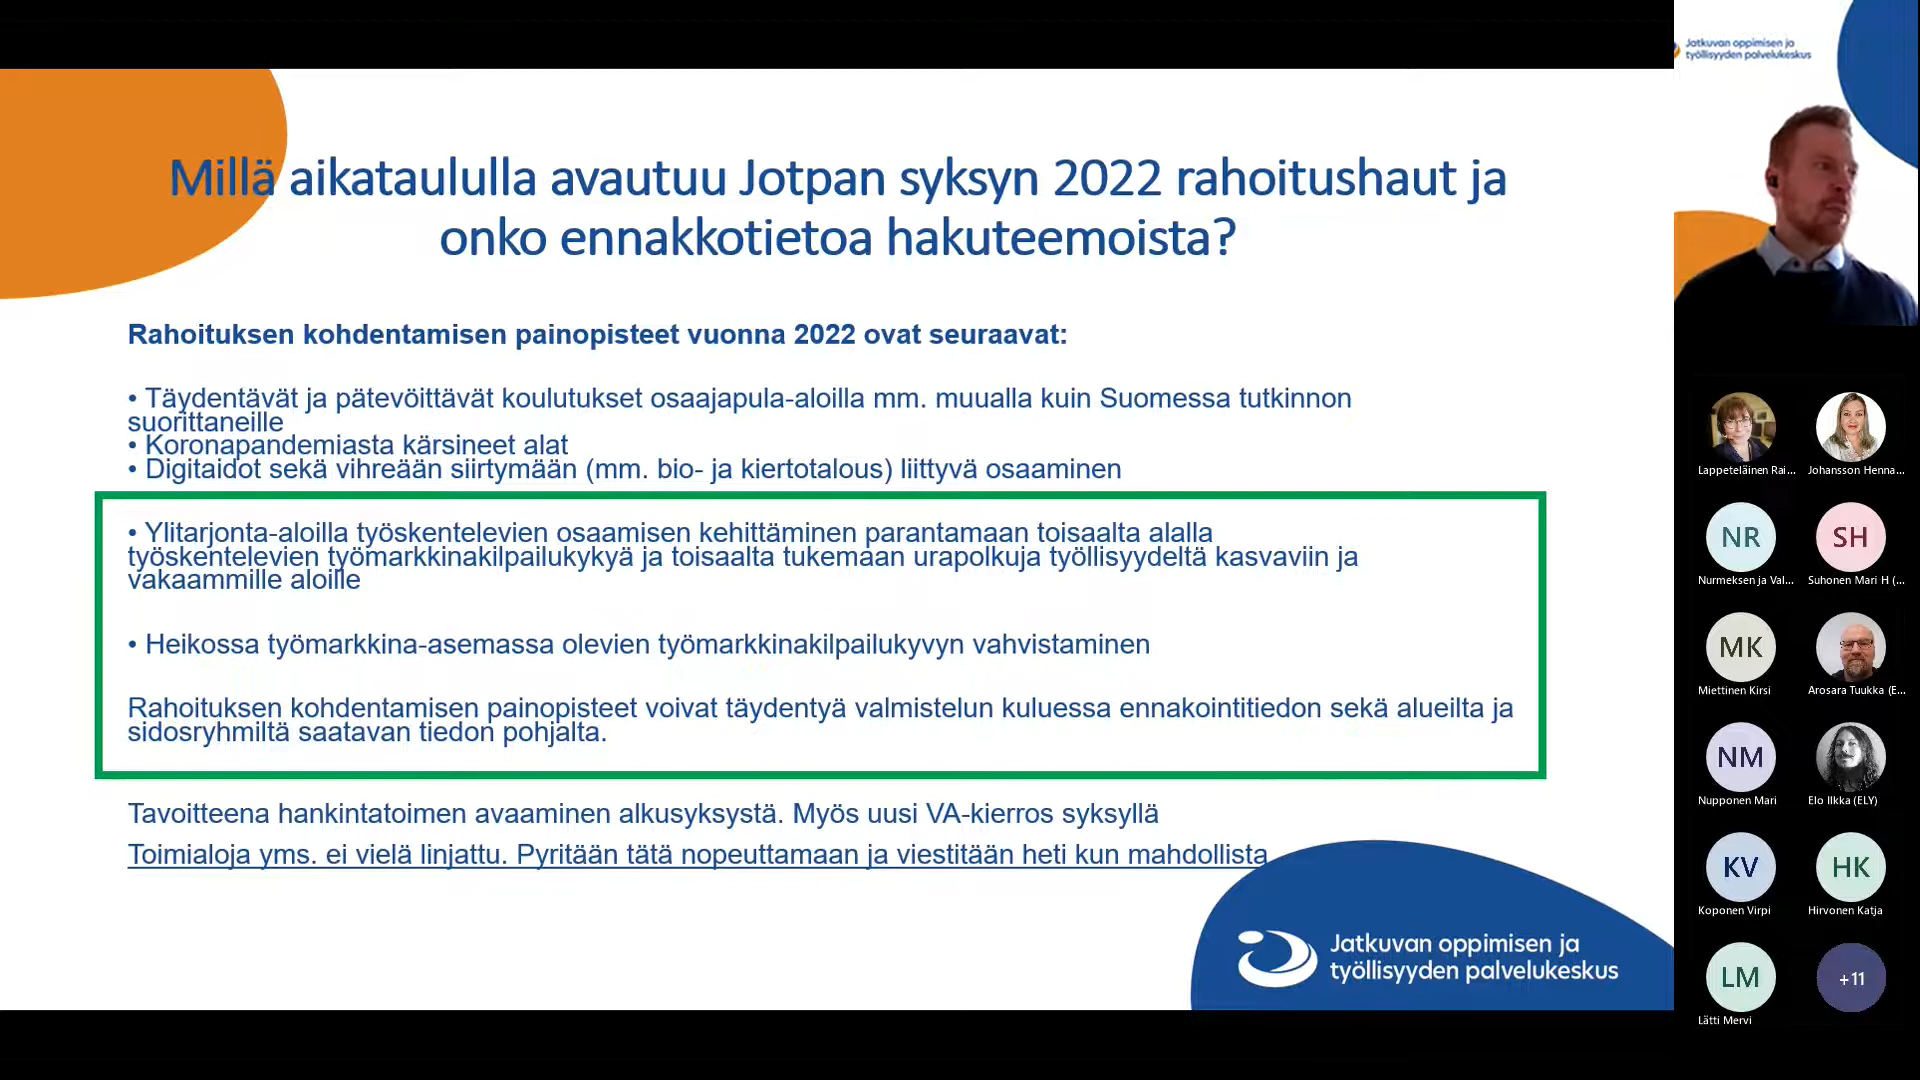 Millä aikataululla avautuu Jotpan syksyn 2022 rahoitushaut ja
onko ennakkotietoa hakuteemoista?
Rahoituksen kohdentamisen painopisteet vuonna 2022 ovat seuraavat:
• Täydentävät ja pätevöittävät koulutukset osaajapula-aloilla mm. muualla kuin Suomessa tutkinnon
suorittaneille
• Koronapandemiasta kärsineet alat
• Digitaidot sekä vihreään siirtymään (mm. bio- ja kiertotalous) liittyvä osaaminen
• Ylitarjonta-aloilla työskentelevien osaamisen kehittäminen parantamaan toisaalta alalla
työskentelevien työmarkkinakilpailukykyä ja toisaalta tukemaan urapolkuja työllisyydeltä kasvaviin ja
vakaammille aloille
• Heikossa työmarkkina-asemassa olevien työmarkkinakilpailukyvyn vahvistaminen
Rahoituksen kohdentamisen painopisteet voivat täydentyä valmistelun kuluessa ennakointitiedon sekä alueilta ja
sidosryhmiltä saatavan tiedon pohjalta.
Tavoitteena hankintatoimen avaaminen alkusyksystä. Myös uusi VA-kierros syksyllä
Toimialoja yms. ei vielä linjattu. Pyritään tätä nopeuttamaan ja viestitään heti kun mahdollista
Jatkuvan oppimisen ja
työllisyyden palvelukeskus
Jatkuvan oppimisen ja
työllisyyden palvelukeskus
Lappeteläinen Rai...
Johansson Henna...
NR
SH
Nurmeksen ja Val...
Suhonen Mari H (...
MK
Miettinen Kirsi
Arosara Tuukka (E...
NM
Nupponen Mari
Elo Ilkka (ELY)
KV
HK
Koponen Virpi
Hirvonen Katja
LM
+11
Lätti Mervi